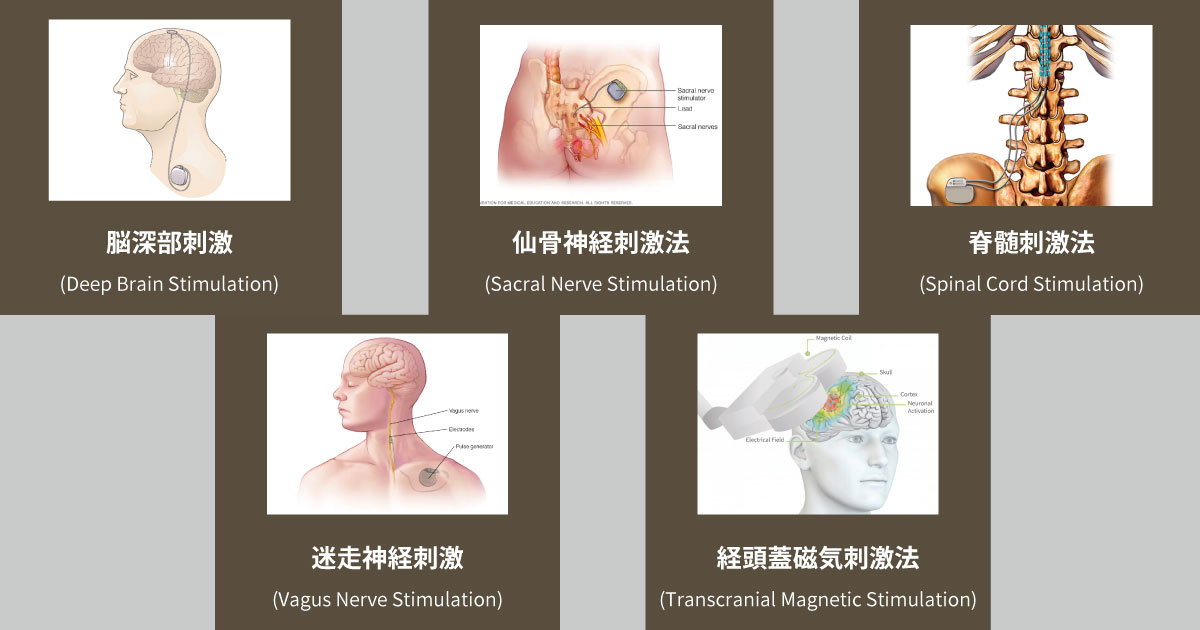 Sacral nerve
stimulator
Lead
Sacral nerves
DATION FOR MEDICAL EDUCATION AND RESEARCH. ALL RIGHTS RESERVED.
脳深部刺激
(Deep Brain Stimulation)
仙骨神経刺激法
(Sacral Nerve Stimulation)
脊髄刺激法
(Spinal Cord Stimulation)
Vagus nerve
Electrodes
Pulse generator
Magnetic Coil
Skull
Cortex
Neuronal
Activation
Electrical Field
迷走神経刺激
(Vagus Nerve Stimulation)
経頭蓋磁気刺激法
(Transcranial Magnetic Stimulation)